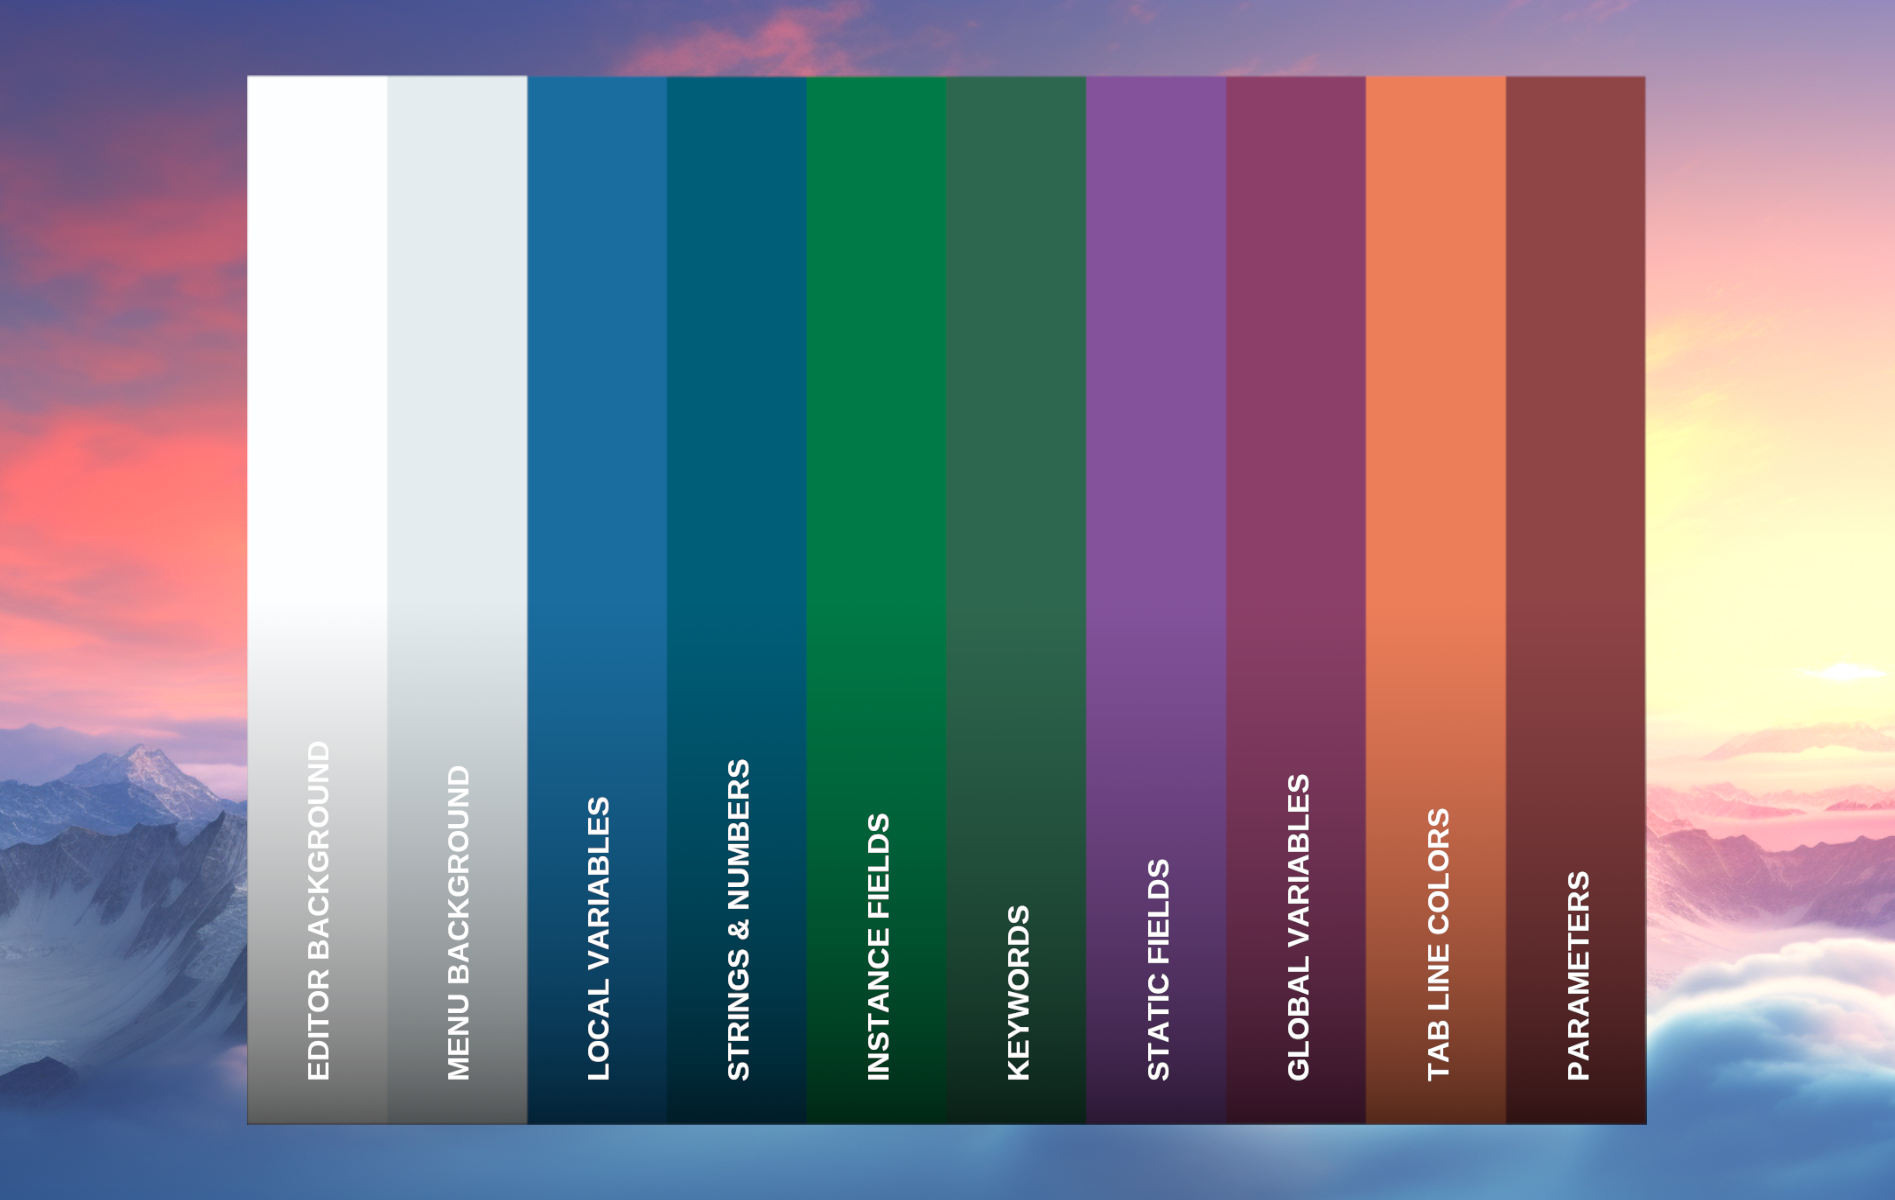 EDITOR BACKGROUND
MENU BACKGROUND
LOCAL VARIABLES
STRINGS & NUMBERS
INSTANCE FIELDS
KEYWORDS
STATIC FIELDS
GLOBAL VARIABLES
TAB LINE COLORS
PARAMETERS